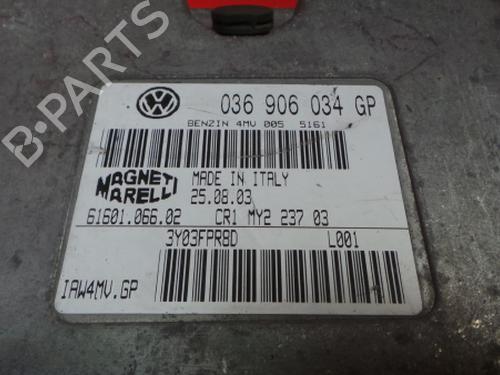 B-PARTS
036 906 034 GP
BENZIN 4MV 005 5161
MAGNETI MARELLI
MADE IN ITALY
25.08.03
61601.066.02 CR1 MY2 237 03
3Y03FPRBD L001
IAW4MV.GP